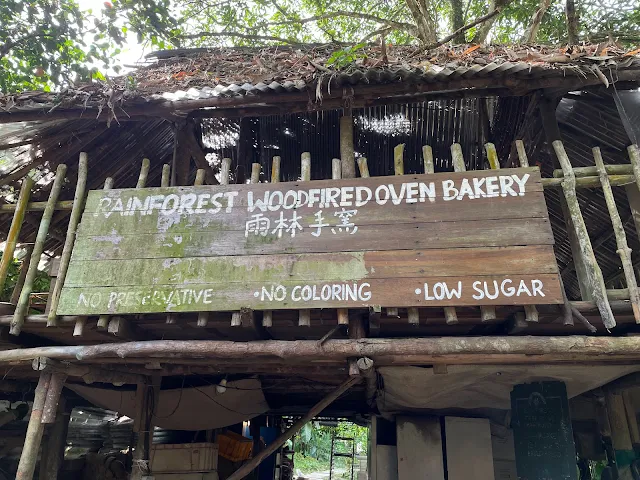 RAINFOREST WOODFIRED OVEN BAKERY
雨林手窯
NO PRESERVATIVE •NO COLORING •LOW SUGAR